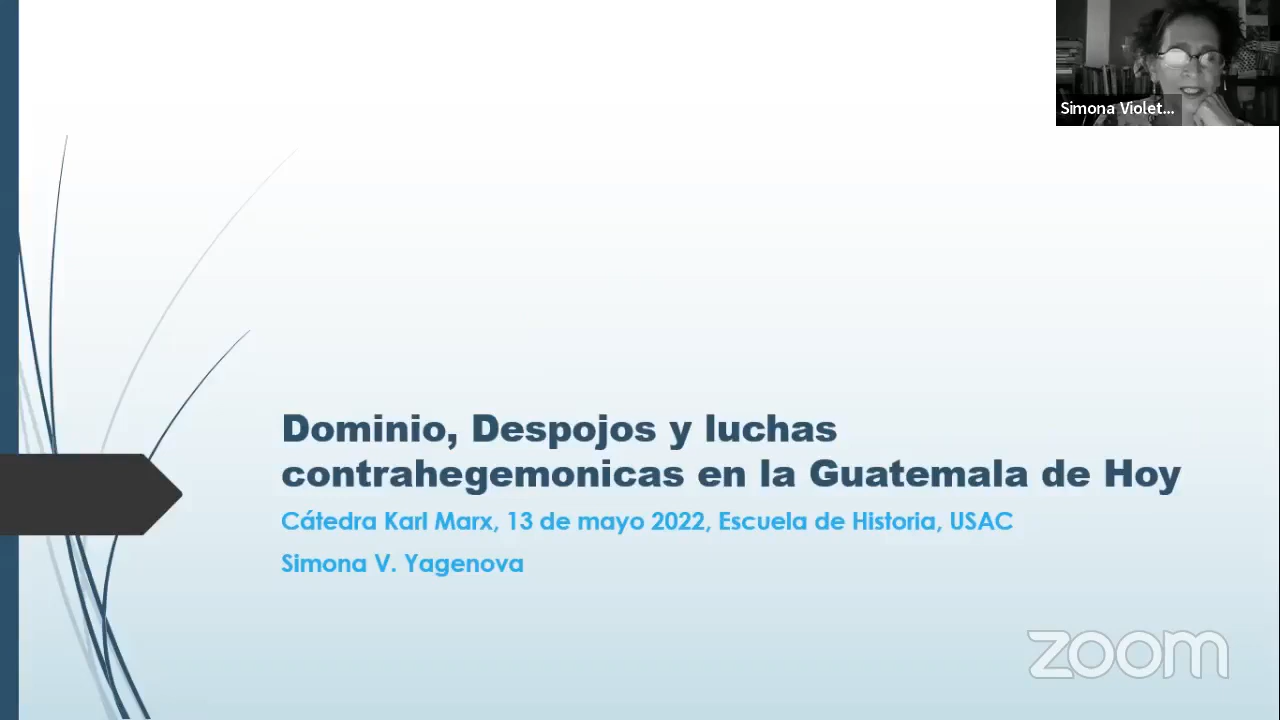 Simona Violet...
Dominio, Despojos y luchas
contrahegemonicas en la Guatemala de Hoy
Cátedra Karl Marx, 13 de mayo 2022, Escuela de Historia, USAC
Simona V. Yagenova
zoom